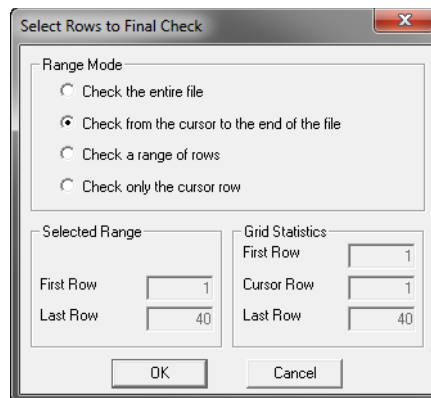 Select Rows to Final Check
Range Mode
Check the entire file
Check from the cursor to the end of the file
Check a range of rows
Check only the cursor row
Selected Range
First Row 1
Last Row 40
Grid Statistics
First Row 1
Cursor Row 1
Last Row 40
OK
Cancel